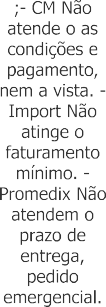 ;- CM Não
atende o as
condições e
pagamento,
nem a vista. -
Import Não
atinge o
faturamento
mínimo. -
Promedix Não
atendem o
prazo de
entrega,
pedido
emergencial.